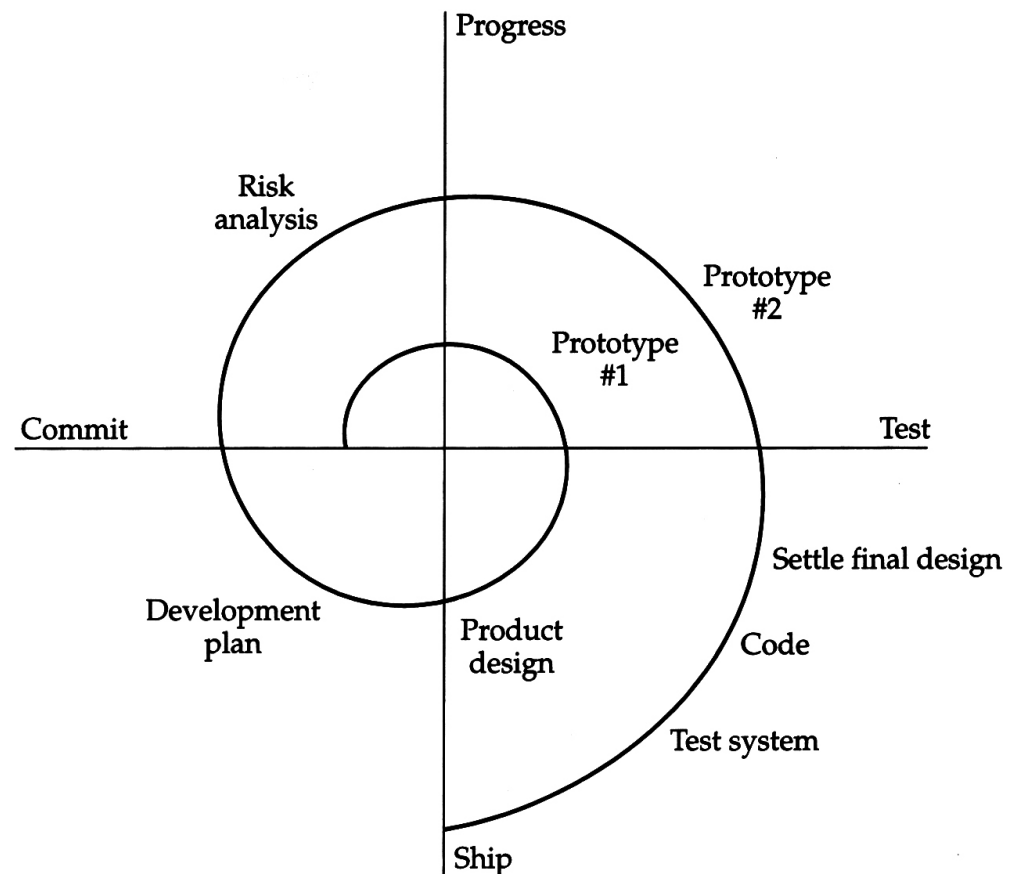 Progress
Risk
analysis
Prototype
#2
Prototype
#1
Commit
Test
Settle final design
Development
plan
Product
design
Code
Test system
Ship